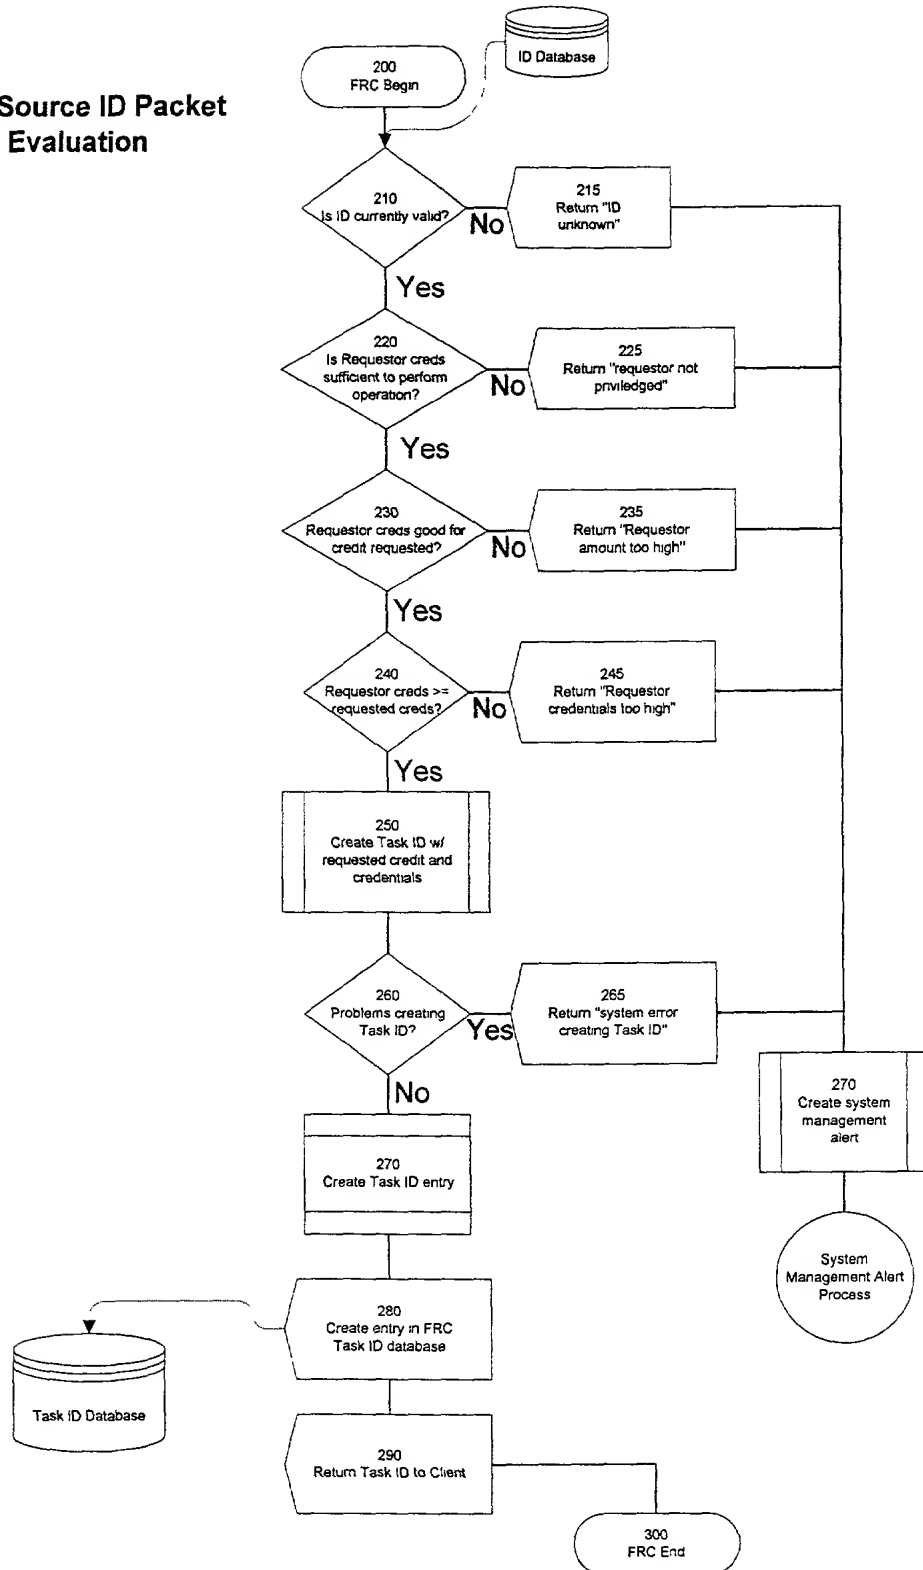 ID Database
200
FRC Begin
Source ID Packet
Evaluation
210
Is ID currently valid?
No
215
Return "ID
unknown"
Yes
220
Is Requestor creds
sufficient to perform
operation?
No
225
Return "requestor not
priviledged"
Yes
230
Requestor creds good for
credit requested?
No
235
Return "Requestor
amount too high"
Yes
240
Requestor creds >=
requested creds?
No
245
Return "Requestor
credentials too high"
Yes
250
Create Task ID w/
requested credit and
credentials
260
Problems creating
Task ID?
Yes
265
Return "system error
creating Task ID"
No
270
Create system
management
alert
270
Create Task ID entry
System
Management Alert
Process
280
Create entry in FRC
Task ID database
Task ID Database
290
Return Task ID to Client
300
FRC End